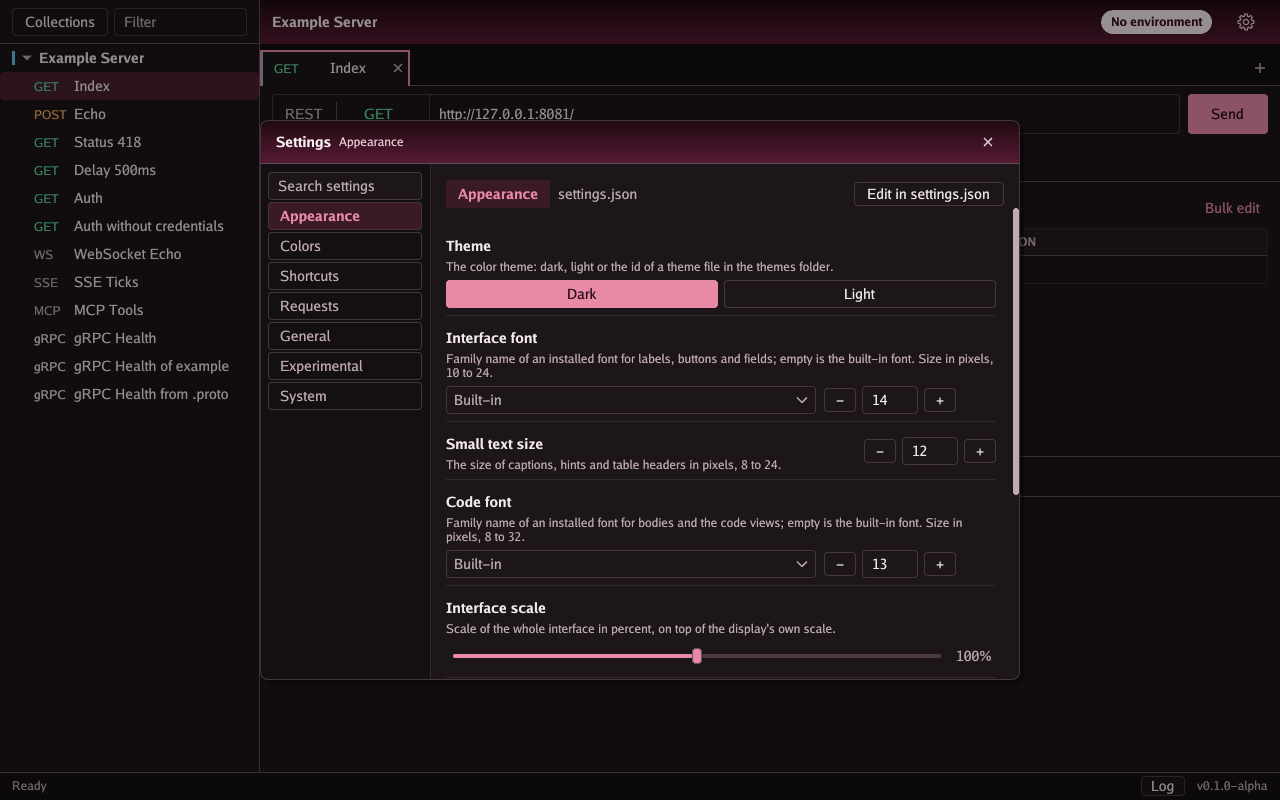 Collections
Filter
Example Server
No environment
Example Server
GET Index
POST Echo
GET Status 418
GET Delay 500ms
GET Auth
GET Auth without credentials
WS WebSocket Echo
SSE SSE Ticks
MCP MCP Tools
gRPC gRPC Health
gRPC gRPC Health of example
gRPC gRPC Health from .proto
GET Index
REST GET http://127.0.0.1:8081/ Send
Bulk edit
ON
Settings Appearance
Search settings
Appearance
Colors
Shortcuts
Requests
General
Experimental
System
Appearance settings.json Edit in settings.json
Theme
The color theme: dark, light or the id of a theme file in the themes folder.
Dark Light
Interface font
Family name of an installed font for labels, buttons and fields; empty is the built-in font. Size in pixels,
10 to 24.
Built-in − 14 +
Small text size
The size of captions, hints and table headers in pixels, 8 to 24.
− 12 +
Code font
Family name of an installed font for bodies and the code views; empty is the built-in font. Size in
pixels, 8 to 32.
Built-in − 13 +
Interface scale
Scale of the whole interface in percent, on top of the display's own scale.
100%
Ready
Log v0.1.0-alpha